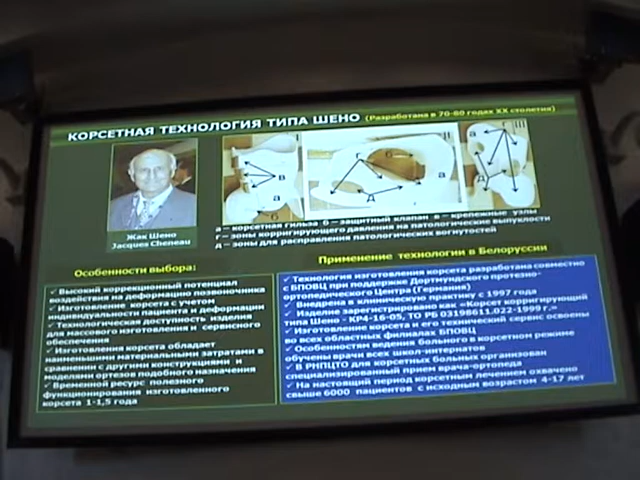 КОРСЕТНАЯ ТЕХНОЛОГИЯ ТИПА ШЕНО (Разработана в 70-80 годах XX столетия)
I
II
III
в
а
б
г
б
а
Д
а
Г
Д
Жак Шено
Jacques Cheneau
а — корсетная гильза б — защитный клапан в — крепежные узлы
г — зоны корригирующего давления на патологические выпуклости
д — зоны для расправления патологических вогнутостей
Особенности выбора:
✓ Высокий коррекционный потенциал
воздействия на деформацию позвоночника
✓ Изготовление корсета с учетом
индивидуальности пациента и деформации
✓ Технологическая доступность изделия
для массового изготовления и сервисного
обеспечения
✓ Изготовления корсета обладает
наименьшими материальными затратами в
сравнении с другими конструкциями и
моделями ортезов подобного назначения
✓ Временной ресурс полезного
функционирования изготовленного
корсета 1-1,5 года
Применение технологии в Белоруссии
✓ Технология изготовления корсета разработана совместно
с БПОВЦ при поддержке Дортмундского протезно-
ортопедического Центра (Германия)
✓ Внедрена в клиническую практику с 1997 года
✓ Изделие зарегистрировано как «Корсет корригирующий
типа Шено - КР4-16-05, ТО РБ 03198611.022-1999 г.»
✓ Изготовление корсета и его технический сервис освоены
во всех областных филиалах БПОВЦ
✓ Особенностям ведения больного в корсетном режиме
обучены врачи всех школ-интернатов
✓ В РНПЦТО для корсетных больных организован
специализированный прием врача-ортопеда
✓ На настоящий период корсетным лечением охвачено
свыше 6000 пациентов с исходным возрастом 4-17 лет